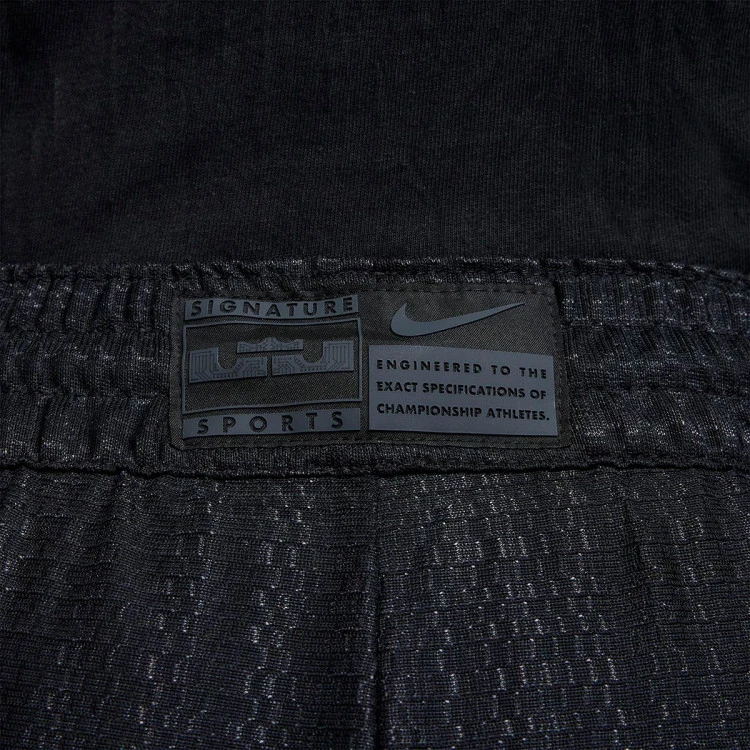 SIGNATURE
SPORTS
ENGINEERED TO THE
EXACT SPECIFICATIONS OF
CHAMPIONSHIP ATHLETES.